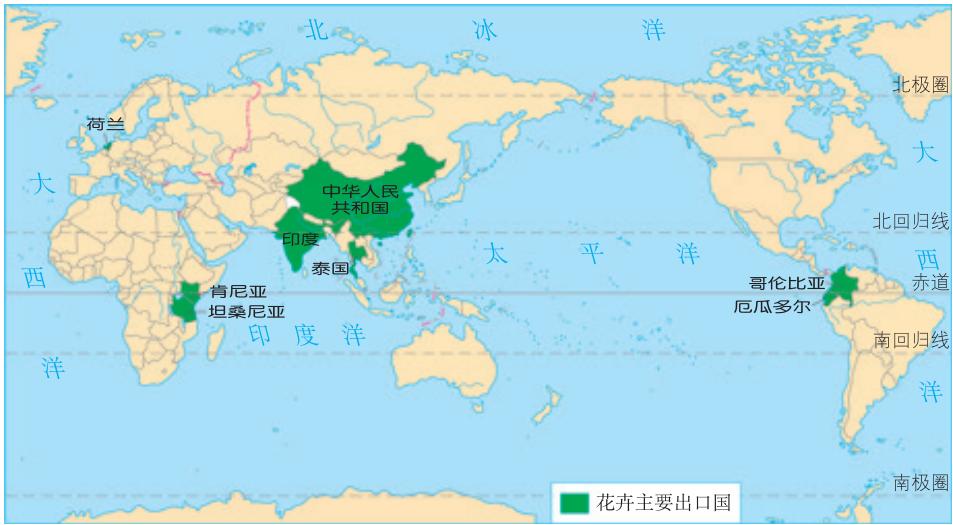 北 冰 洋
北极圈
荷兰
大
大
中华人民
共和国
北回归线
印度
太 平 洋
西
泰国
西
赤道
肯尼亚
哥伦比亚
坦桑尼亚
厄瓜多尔
印 度 洋
南回归线
洋
洋
南极圈
花卉主要出口国